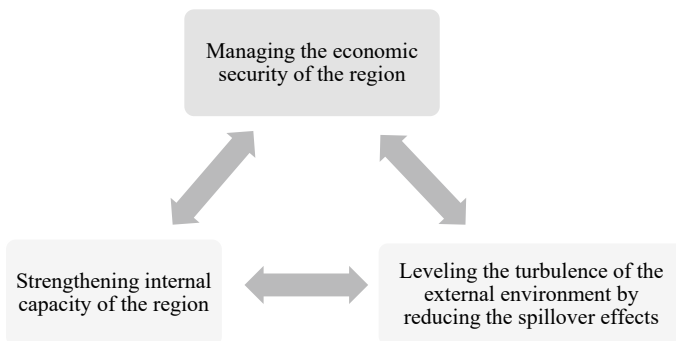 Managing the economic
security of the region
Strengthening internal
capacity of the region
Leveling the turbulence of the
external environment by
reducing the spillover effects